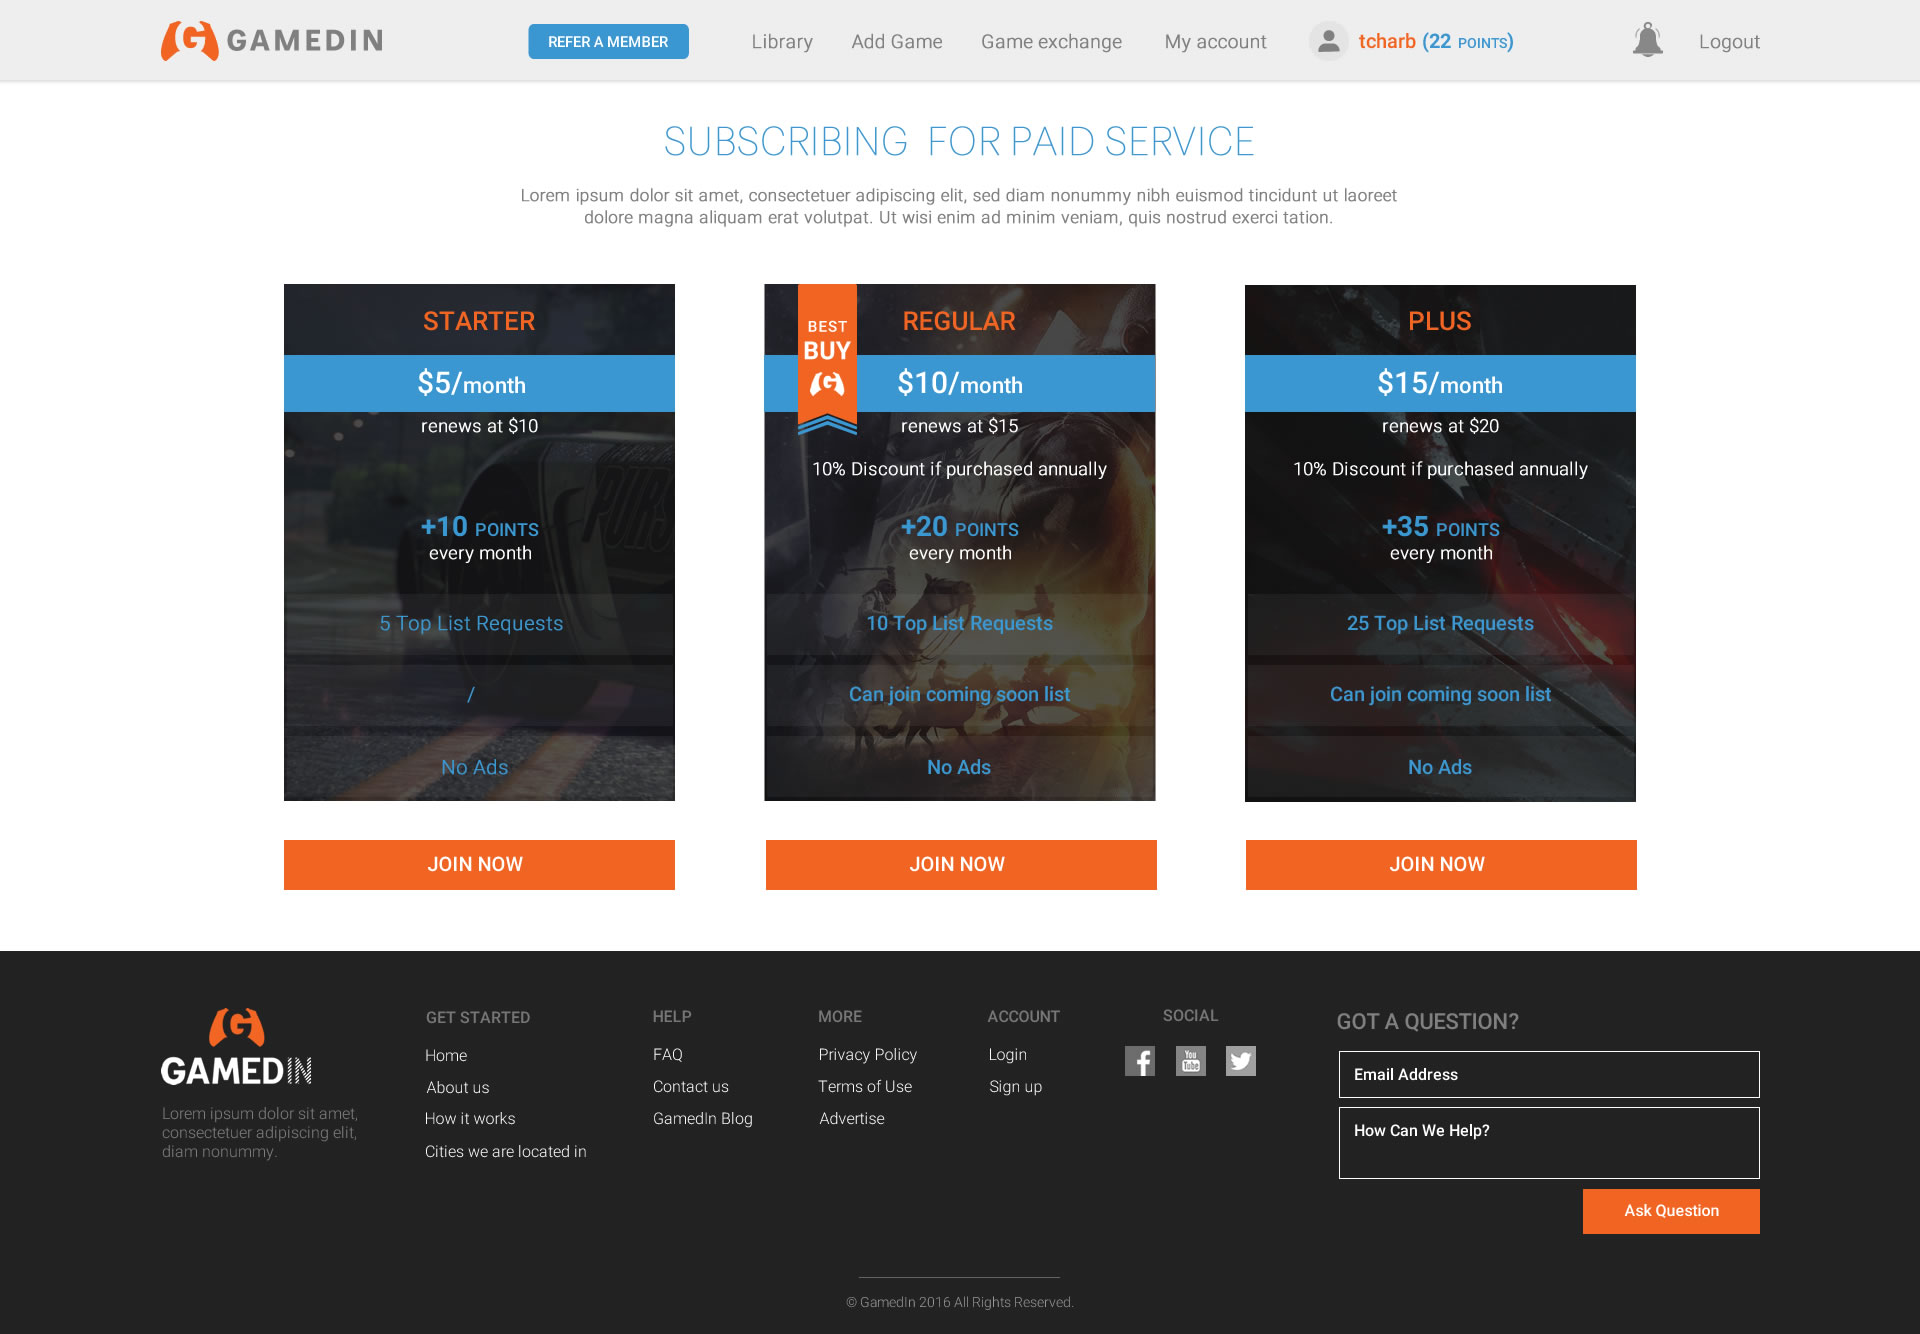 GAMEDIN
REFER A MEMBER
Library
Add Game
Game exchange
My account
tcharb (22 POINTS)
Logout
SUBSCRIBING FOR PAID SERVICE
Lorem ipsum dolor sit amet, consectetuer adipiscing elit, sed diam nonummy nibh euismod tincidunt ut laoreet
dolore magna aliquam erat volutpat. Ut wisi enim ad minim veniam, quis nostrud exerci tation.
STARTER
$5/month
renews at $10
+10 POINTS
every month
5 Top List Requests
/
No Ads
JOIN NOW
BEST
BUY
REGULAR
$10/month
renews at $15
10% Discount if purchased annually
+20 POINTS
every month
10 Top List Requests
Can join coming soon list
No Ads
JOIN NOW
PLUS
$15/month
renews at $20
10% Discount if purchased annually
+35 POINTS
every month
25 Top List Requests
Can join coming soon list
No Ads
JOIN NOW
GAMEDIN
Lorem ipsum dolor sit amet,
consectetuer adipiscing elit,
diam nonummy.
GET STARTED
Home
About us
How it works
Cities we are located in
HELP
FAQ
Contact us
GamedIn Blog
MORE
Privacy Policy
Terms of Use
Advertise
ACCOUNT
Login
Sign up
SOCIAL
You
Tube
GOT A QUESTION?
Email Address
How Can We Help?
Ask Question
© GamedIn 2016 All Rights Reserved.